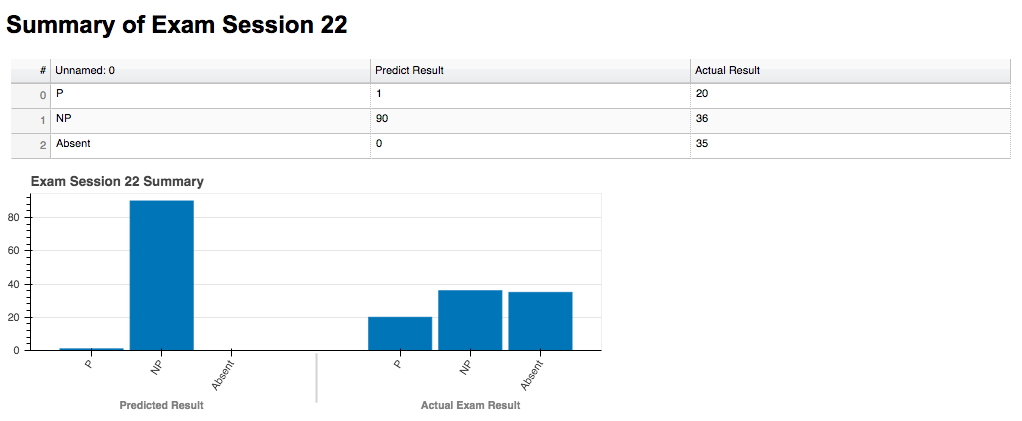 Summary of Exam Session 22
# Unnamed: 0 Predict Result Actual Result
0 P 1 20
1 NP 90 36
2 Absent 0 35
Exam Session 22 Summary
80
60
40
20
0
P NP Absent P NP Absent
Predicted Result Actual Exam Result